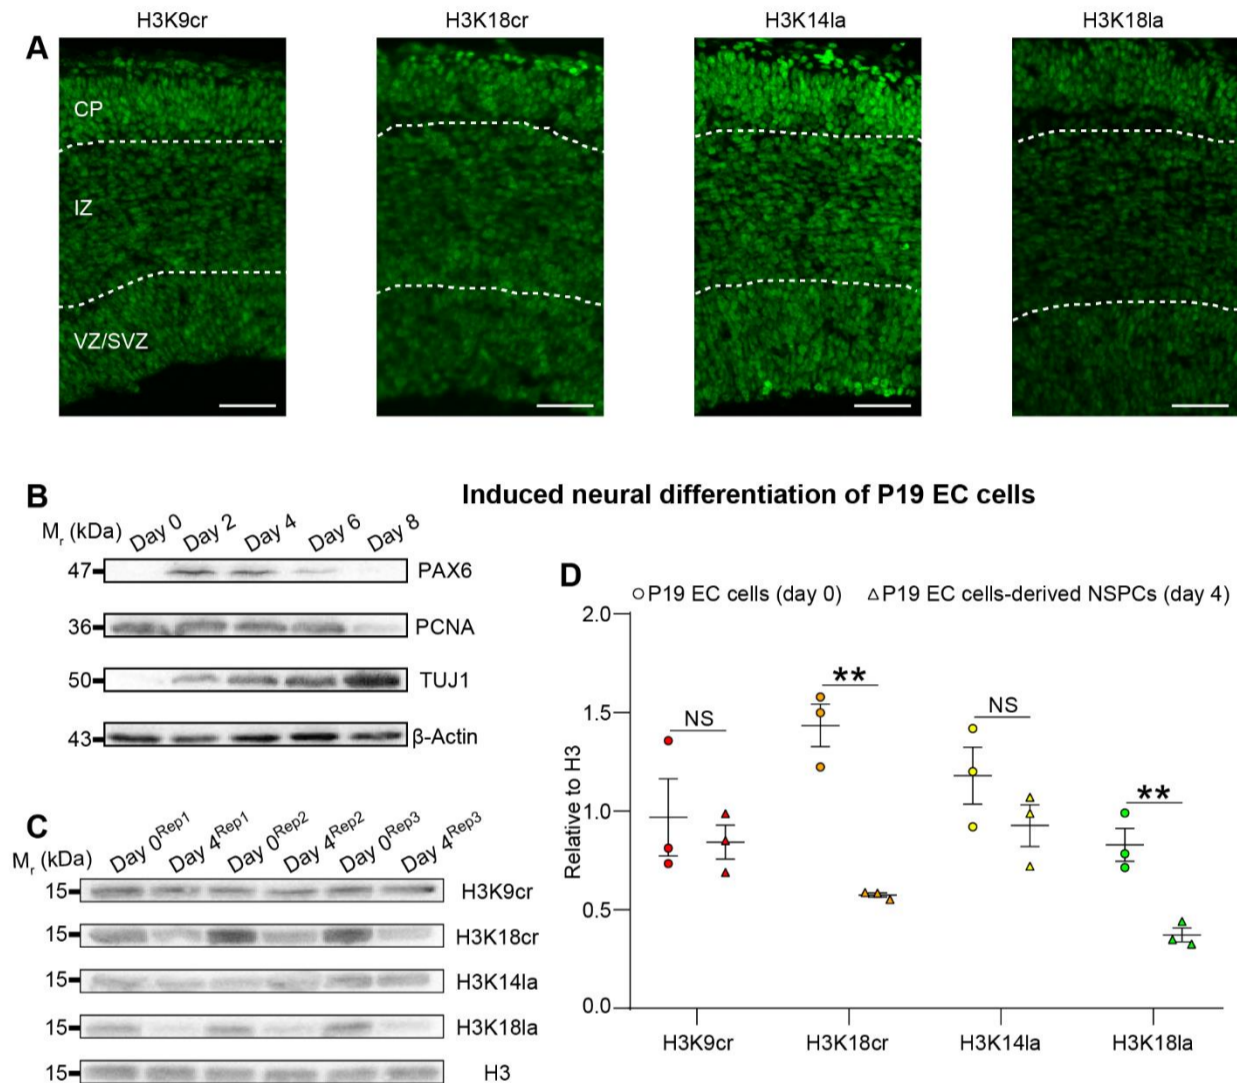 H3K9cr H3K18cr H3K14la H3K18la
A
CP
IZ
VZ/SVZ
B
Induced neural differentiation of P19 EC cells
Mr (kDa) Day 0 Day 2 Day 4 Day 6 Day 8
47 PAX6
36 PCNA
50 TUJ1
43 β-Actin
C
Mr (kDa) Day 0Rep1 Day 4Rep1 Day 0Rep2 Day 4Rep2 Day 0Rep3 Day 4Rep3
15 H3K9cr
15 H3K18cr
15 H3K14la
15 H3K18la
15 H3
D
P19 EC cells (day 0) P19 EC cells-derived NSPCs (day 4)
2.0
1.5
1.0
0.5
0.0
Relative to H3
NS
**
NS
**
H3K9cr H3K18cr H3K14la H3K18la